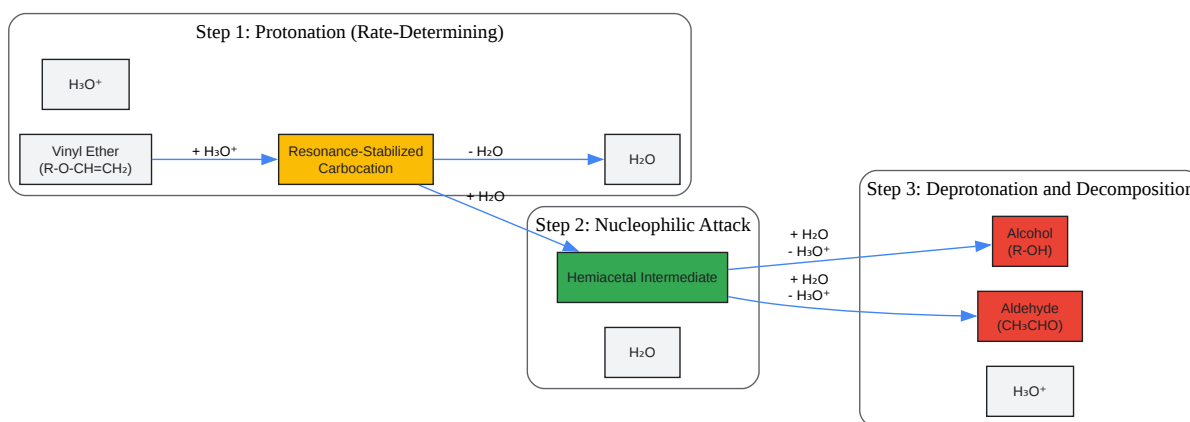 Step 1: Protonation (Rate-Determining)
H₃O⁺
Vinyl Ether
(R-O-CH=CH₂)
+ H₃O⁺
Resonance-Stabilized
Carbocation
- H₂O
H₂O
+ H₂O
Step 2: Nucleophilic Attack
Hemiacetal Intermediate
H₂O
+ H₂O
- H₃O⁺
+ H₂O
- H₃O⁺
Step 3: Deprotonation and Decomposition
Alcohol
(R-OH)
Aldehyde
(CH₃CHO)
H₃O⁺